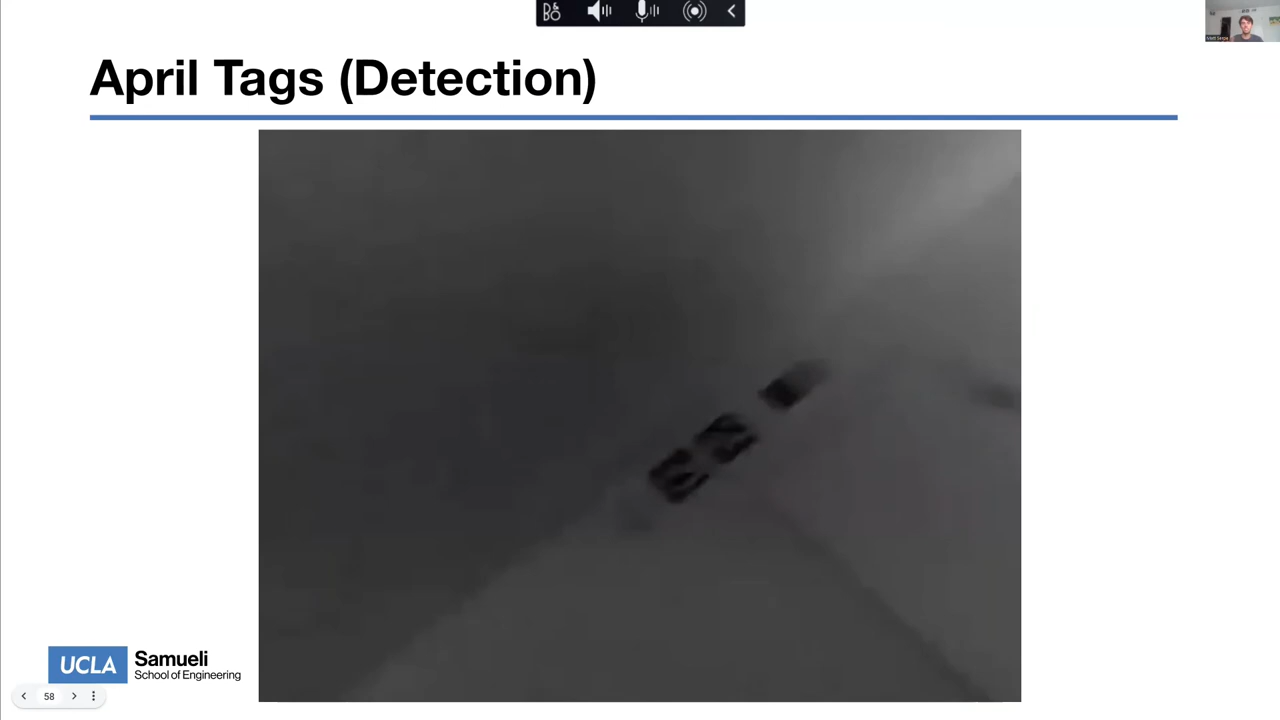 April Tags (Detection)
UCLA
Samueli
School of Engineering
58